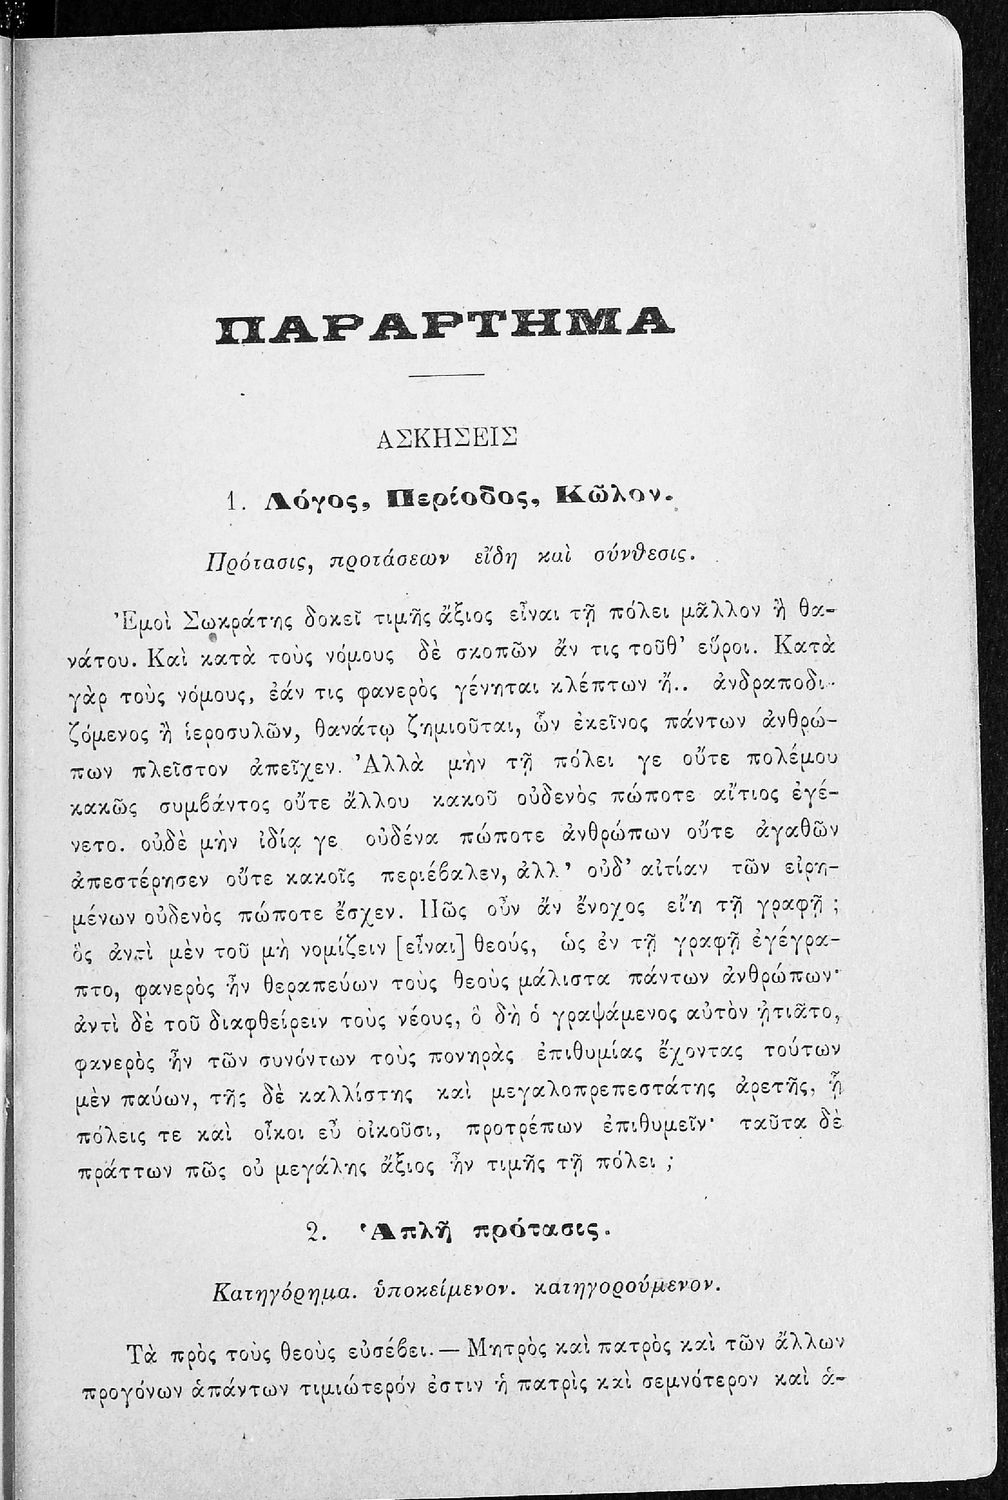 ΠΑΡΑΡΤΗΜΑ
ΑΣΚΗΣΕΙΣ
1. Λόγος, Περίοδος, Κῶλον.
Πρότασις, προτάσεων εἴδη καὶ σύνθεσις.
Ἐμοὶ Σωκράτης δοκεῖ τιμῆς ἄξιος εἶναι τῇ πόλει μᾶλλον ἢ θα-
νάτου. Καὶ κατὰ τοὺς νόμους δὲ σκοπῶν ἄν τις τοῦθ' εὕροι. Κατὰ
γὰρ τοὺς νόμους, ἐάν τις φανερὸς γένηται κλέπτων ἤ.. ἀνδραποδι-
ζόμενος ἢ ἱεροσυλῶν, θανάτῳ ζημιοῦται, ὧν ἐκεῖνος πάντων ἀνθρώ-
πων πλεῖστον ἀπεῖχεν. Ἀλλὰ μὴν τῇ πόλει γε οὔτε πολέμου
κακῶς συμβάντος οὔτε ἄλλου κακοῦ οὐδενὸς πώποτε αἴτιος ἐγέ-
νετο. οὐδὲ μὴν ἰδίᾳ γε οὐδένα πώποτε ἀνθρώπων οὔτε ἀγαθῶν
ἀπεστέρησεν οὔτε κακοῖς περιέβαλεν, ἀλλ' οὐδ' αἰτίαν τῶν εἰρη-
μένων οὐδενὸς πώποτε ἔσχεν. Πῶς οὖν ἂν ἔνοχος εἴη τῇ γραφῇ ;
ὃς ἀντὶ μὲν τοῦ μὴ νομίζειν [εἶναι] θεούς, ὡς ἐν τῇ γραφῇ ἐγέγρα-
πτο, φανερὸς ἦν θεραπεύων τοὺς θεοὺς μάλιστα πάντων ἀνθρώπων·
ἀντὶ δὲ τοῦ διαφθείρειν τοὺς νέους, ὃ δὴ ὁ γραψάμενος αὐτὸν ᾐτιᾶτο,
φανερὸς ἦν τῶν συνόντων τοὺς πονηρὰς ἐπιθυμίας ἔχοντας τούτων
μὲν παύων, τῆς δὲ καλλίστης καὶ μεγαλοπρεπεστάτης ἀρετῆς, ᾗ
πόλεις τε καὶ οἶκοι εὖ οἰκοῦσι, προτρέπων ἐπιθυμεῖν· ταῦτα δὲ
πράττων πῶς οὐ μεγάλης ἄξιος ἦν τιμῆς τῇ πόλει ;
2. Ἁπλῆ πρότασις.
Κατηγόρημα. ὑποκείμενον. κατηγορούμενον.
Τὰ πρὸς τοὺς θεοὺς εὐσέβει. — Μητρὸς καὶ πατρὸς καὶ τῶν ἄλλων
προγόνων ἁπάντων τιμιώτερόν ἐστιν ἡ πατρὶς καὶ σεμνότερον καὶ ἁ-